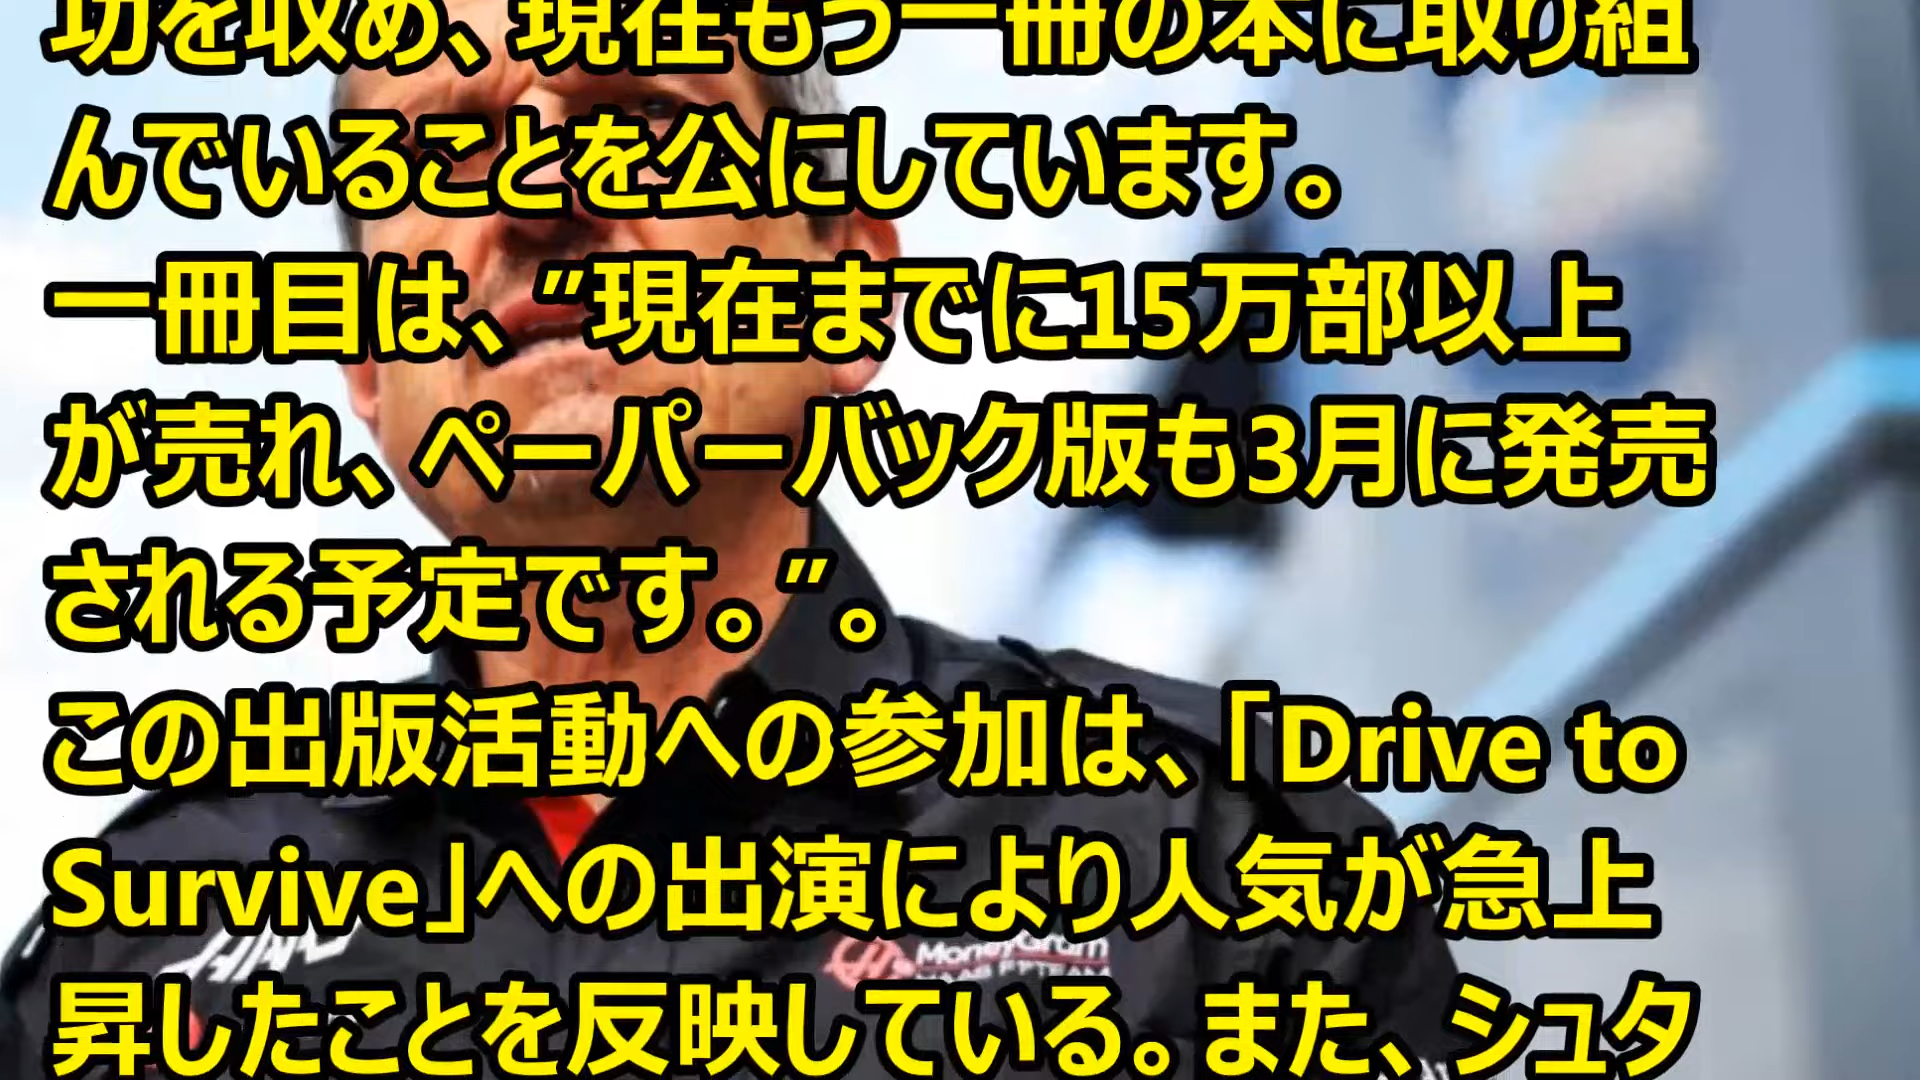 功を収め、現在もう一冊の本に取り組
んでいることを公にしています。
一冊目は、”現在までに15万部以上
が売れ、ペーパーバック版も3月に発売
される予定です。”。
この出版活動への参加は、「Drive to
Survive」への出演により人気が急上
昇したことを反映している。また、シュタ
HAAS
MoneyGram
HAAS F1 TEAM